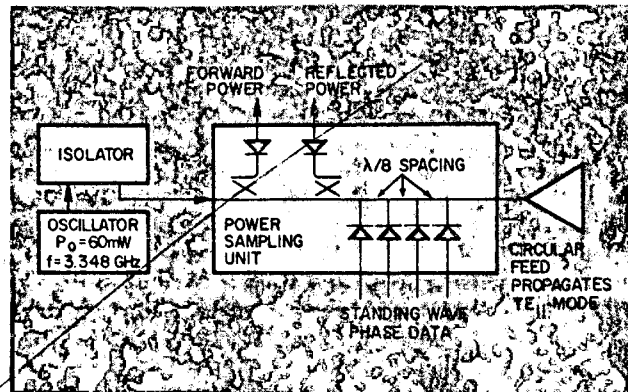 FORWARD POWER
REFLECTED POWER
ISOLATOR
OSCILLATOR
P₀ = 60mW
f = 3.348 GHz
λ/8 SPACING
POWER
SAMPLING
UNIT
STANDING WAVE
PHASE DATA
CIRCULAR
FEED
PROPAGATES
TE₁₁ MODE